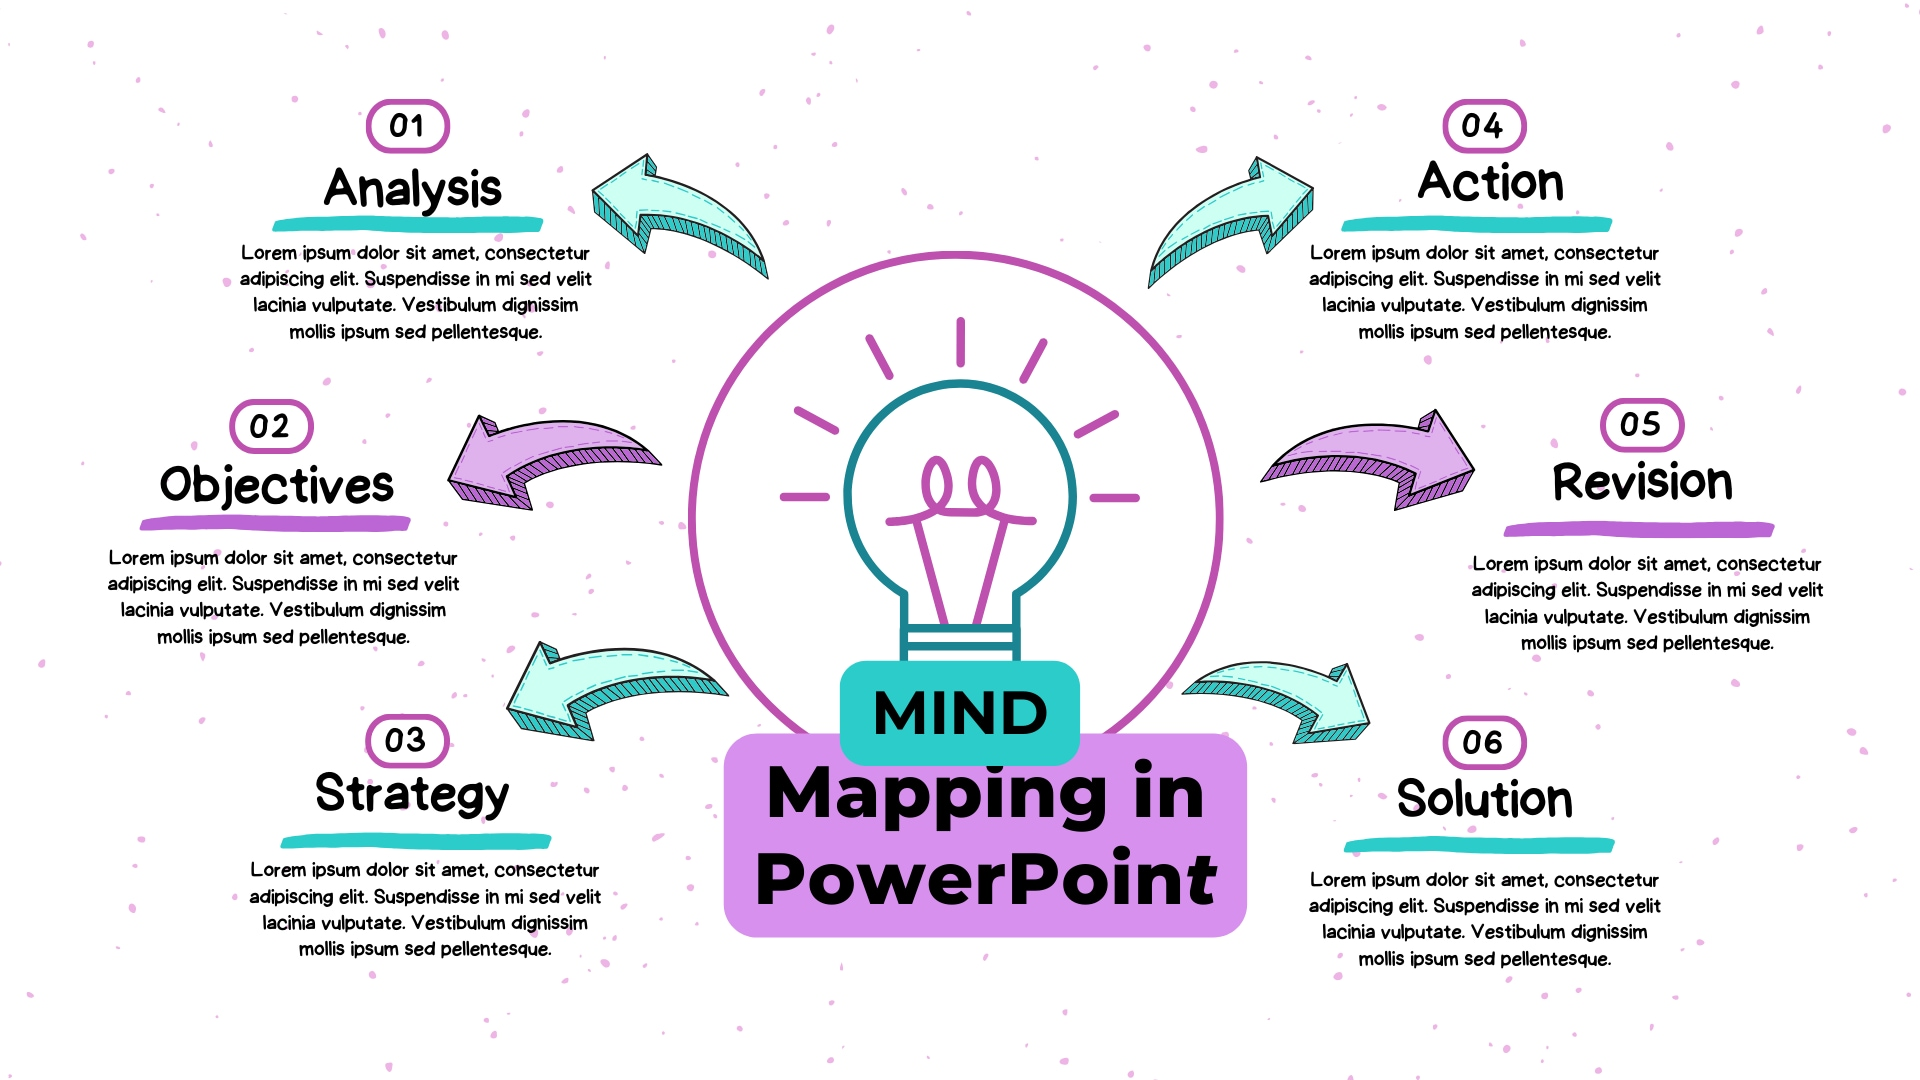 01
Analysis
Lorem ipsum dolor sit amet, consectetur
adipiscing elit. Suspendisse in mi sed velit
lacinia vulputate. Vestibulum dignissim
mollis ipsum sed pellentesque.
02
Objectives
Lorem ipsum dolor sit amet, consectetur
adipiscing elit. Suspendisse in mi sed velit
lacinia vulputate. Vestibulum dignissim
mollis ipsum sed pellentesque.
03
Strategy
Lorem ipsum dolor sit amet, consectetur
adipiscing elit. Suspendisse in mi sed velit
lacinia vulputate. Vestibulum dignissim
mollis ipsum sed pellentesque.
MIND
Mapping in
PowerPoint
04
Action
Lorem ipsum dolor sit amet, consectetur
adipiscing elit. Suspendisse in mi sed velit
lacinia vulputate. Vestibulum dignissim
mollis ipsum sed pellentesque.
05
Revision
Lorem ipsum dolor sit amet, consectetur
adipiscing elit. Suspendisse in mi sed velit
lacinia vulputate. Vestibulum dignissim
mollis ipsum sed pellentesque.
06
Solution
Lorem ipsum dolor sit amet, consectetur
adipiscing elit. Suspendisse in mi sed velit
lacinia vulputate. Vestibulum dignissim
mollis ipsum sed pellentesque.